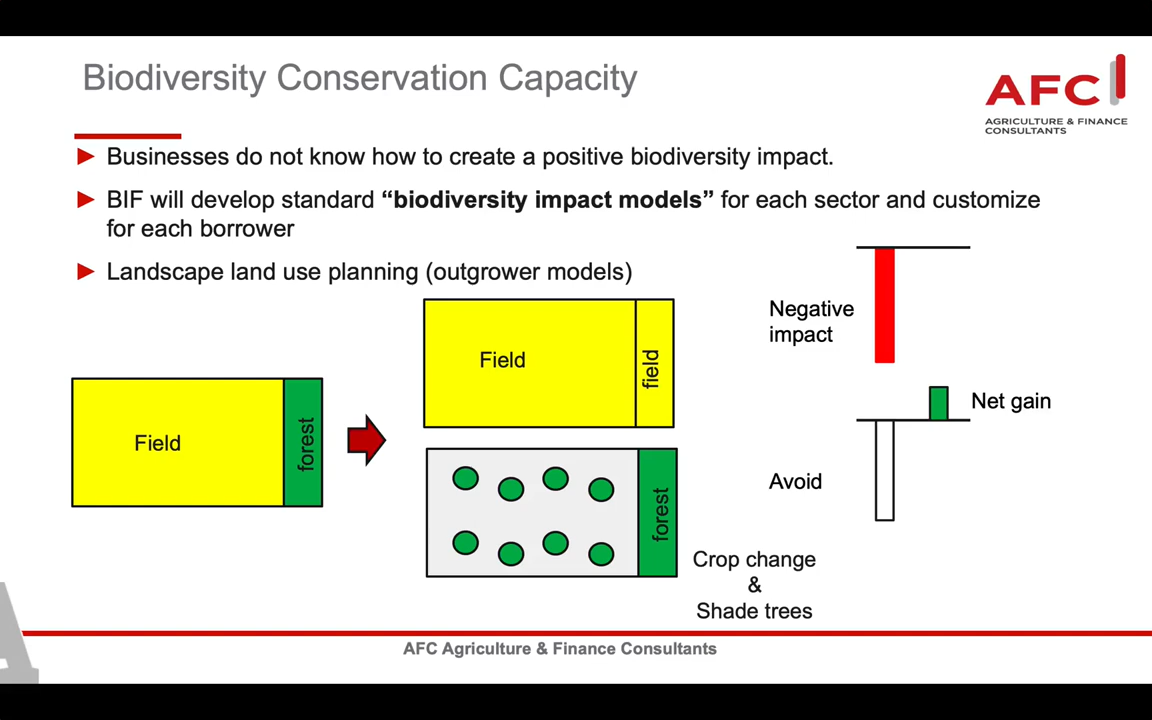 Biodiversity Conservation Capacity
AFC
AGRICULTURE & FINANCE
CONSULTANTS
Businesses do not know how to create a positive biodiversity impact.
BIF will develop standard “biodiversity impact models” for each sector and customize
for each borrower
Landscape land use planning (outgrower models)
Field
forest
Field
field
forest
Crop change
&
Shade trees
Negative
impact
Net gain
Avoid
AFC Agriculture & Finance Consultants